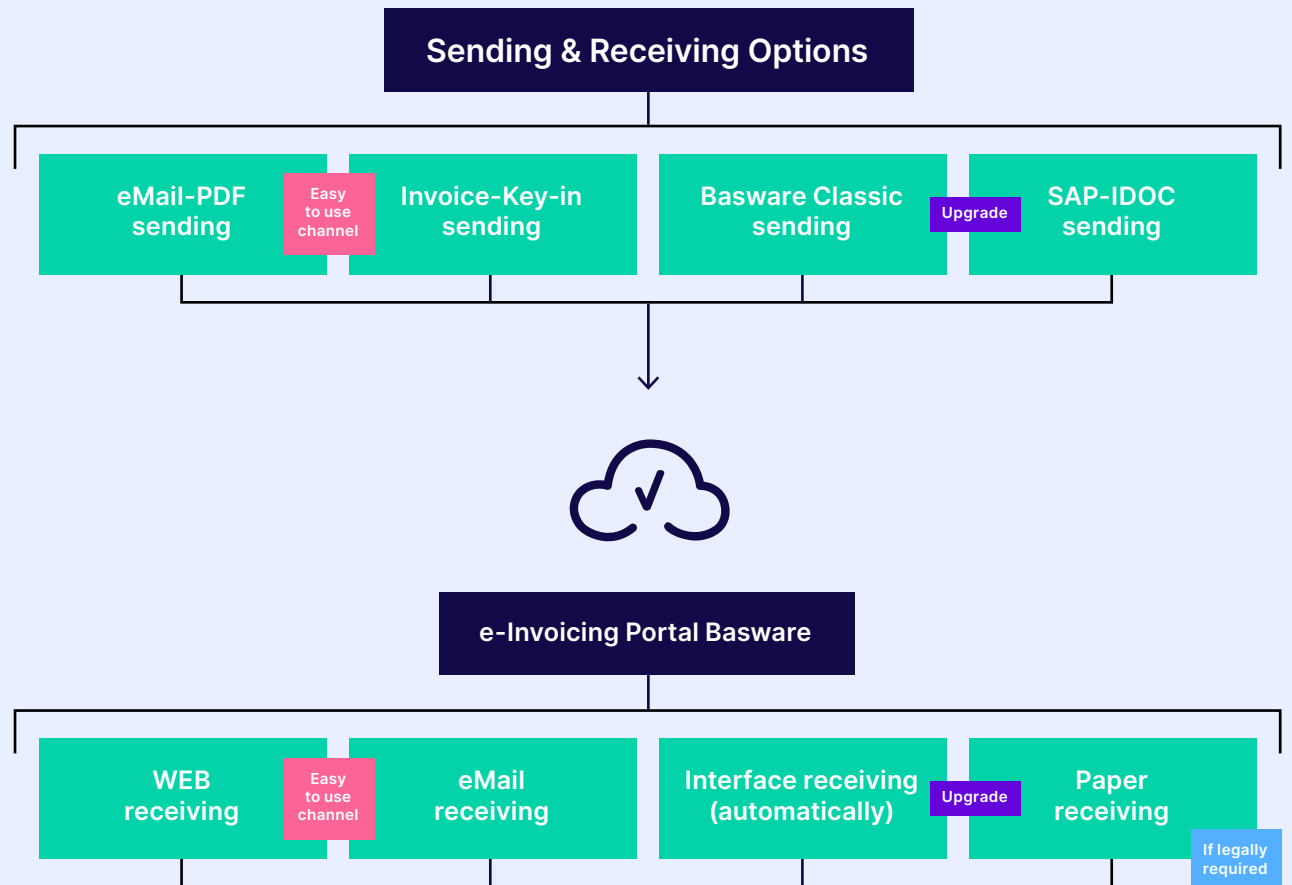 Sending & Receiving Options
eMail-PDF
sending
Easy
to use
channel
Invoice-Key-in
sending
Basware Classic
sending
Upgrade
SAP-IDOC
sending
e-Invoicing Portal Basware
WEB
receiving
Easy
to use
channel
eMail
receiving
Interface receiving
(automatically)
Upgrade
Paper
receiving
If legally
required